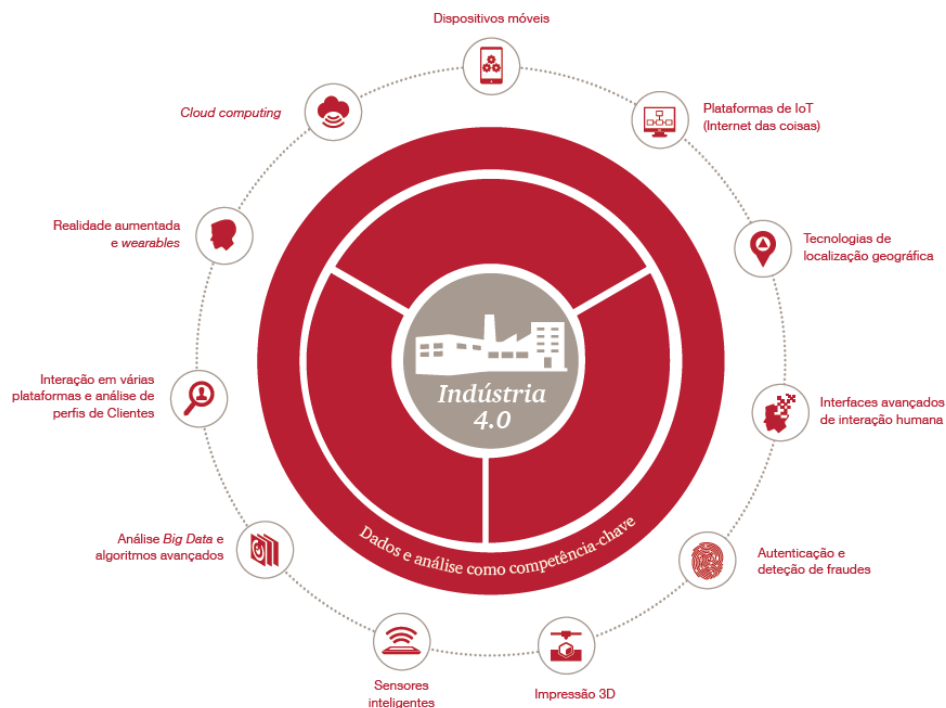 Dispositivos móveis
Cloud computing
Plataformas de IoT
(Internet das coisas)
Realidade aumentada
e wearables
Tecnologias de
localização geográfica
Indústria
4.0
Interação em várias
plataformas e análise de
perfis de Clientes
Interfaces avançados
de interação humana
Dados e análise como competência-chave
Análise Big Data e
algoritmos avançados
Autenticação e
deteção de fraudes
Sensores
inteligentes
Impressão 3D